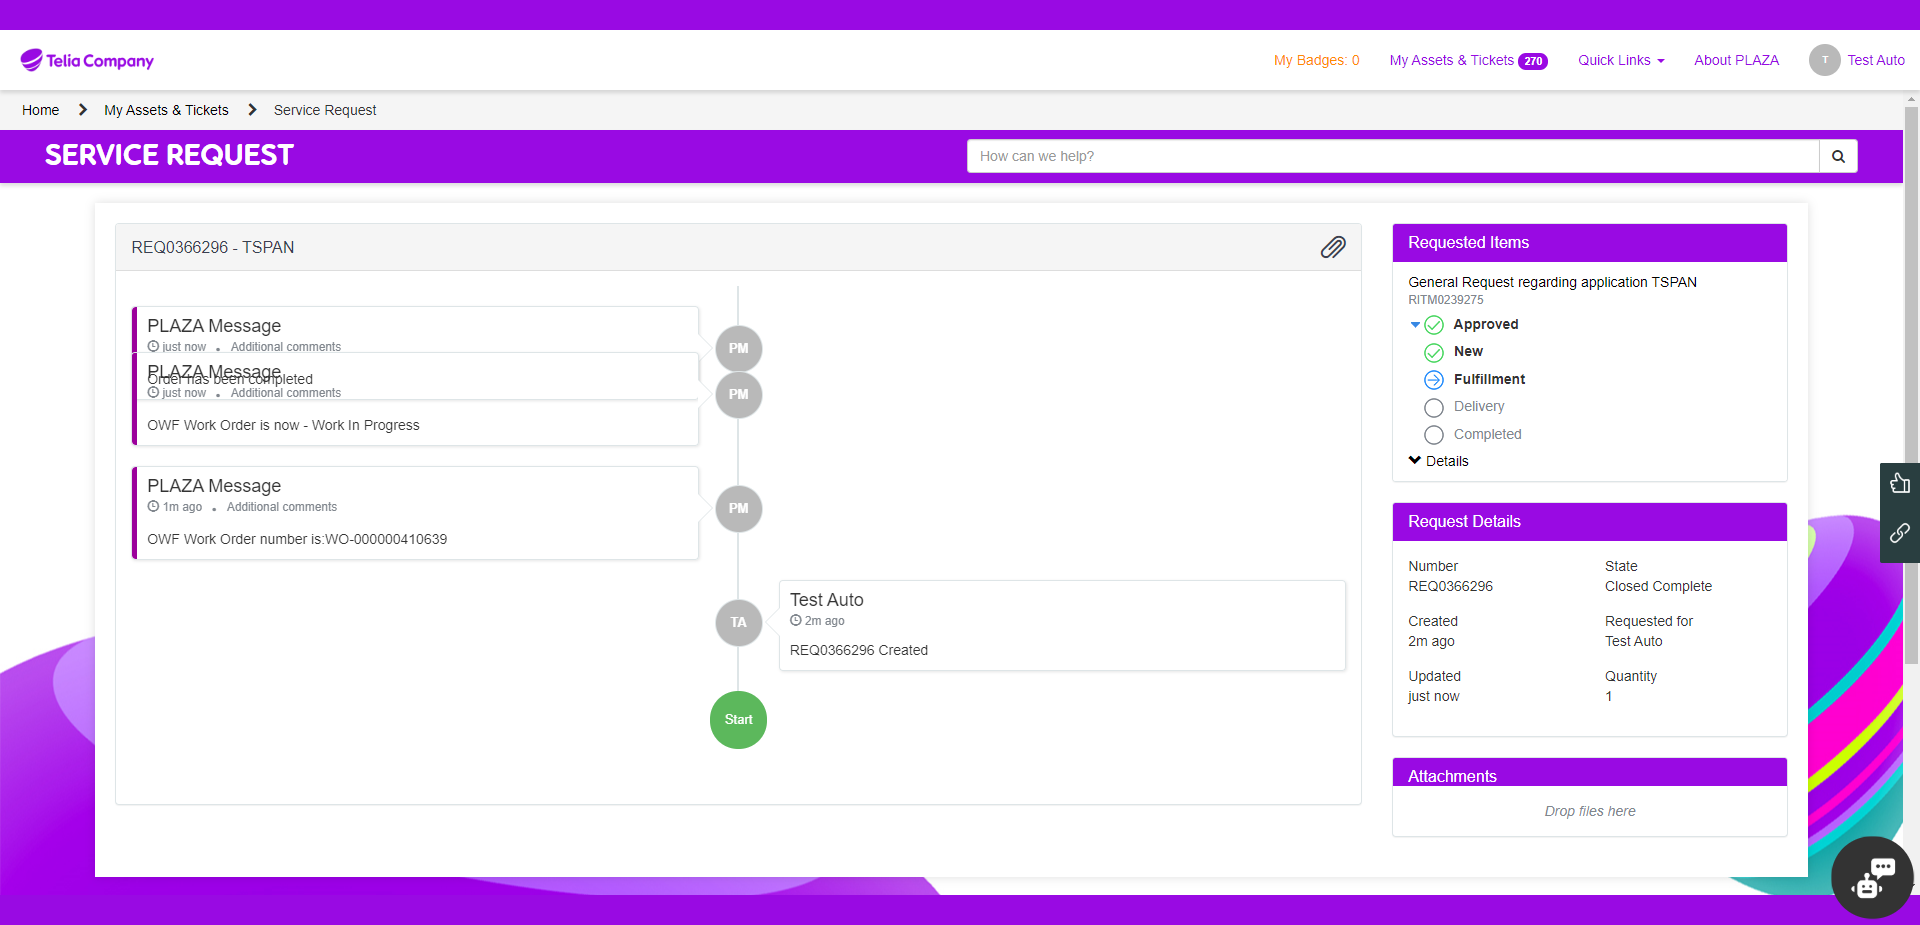 Telia Company
My Badges: 0
My Assets & Tickets 270
Quick Links
About PLAZA
T
Test Auto
Home
My Assets & Tickets
Service Request
SERVICE REQUEST
How can we help?
REQ0366296 - TSPAN
PLAZA Message
just now . Additional comments
Order has been completed
PM
PLAZA Message
just now . Additional comments
OWF Work Order is now - Work In Progress
PM
PLAZA Message
1m ago . Additional comments
OWF Work Order number is:WO-000000410639
PM
TA
Test Auto
2m ago
REQ0366296 Created
Start
Requested Items
General Request regarding application TSPAN
RITM0239275
Approved
New
Fulfillment
Delivery
Completed
Details
Request Details
Number
REQ0366296
State
Closed Complete
Created
2m ago
Requested for
Test Auto
Updated
just now
Quantity
1
Attachments
Drop files here